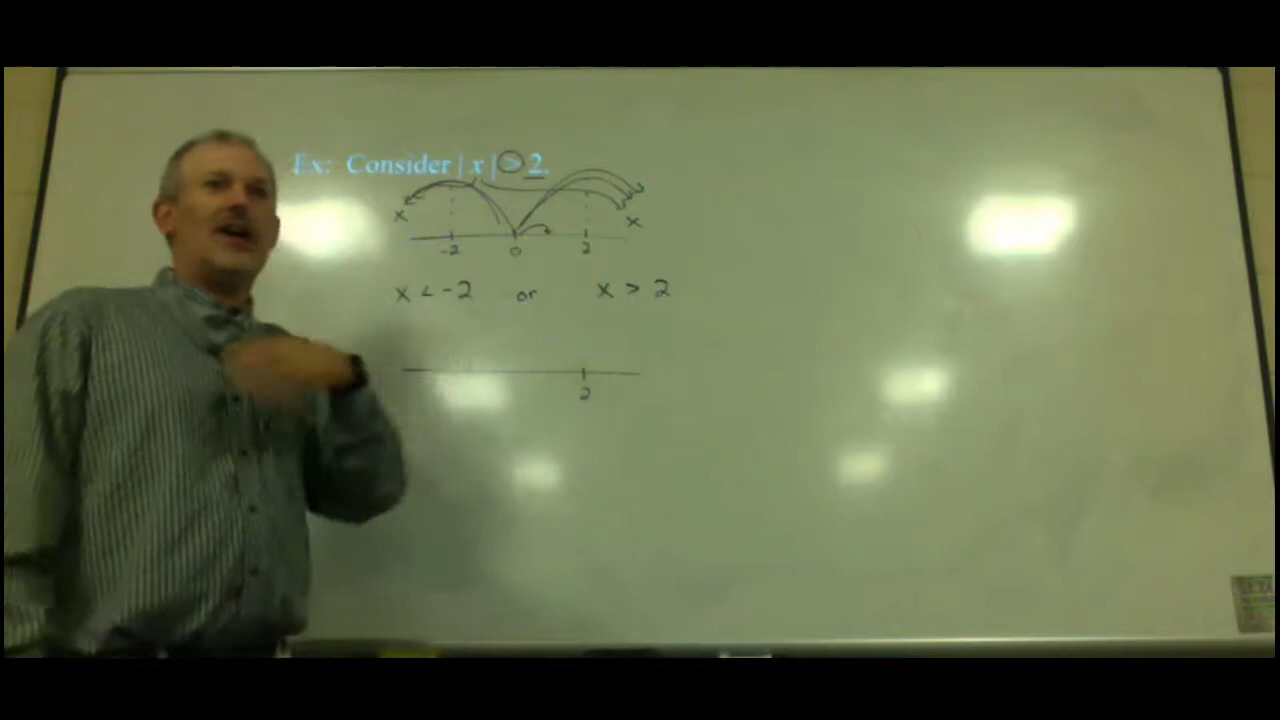 Ex: Consider | x | > 2.
x x
-2 0 2
x < -2 or x > 2
2